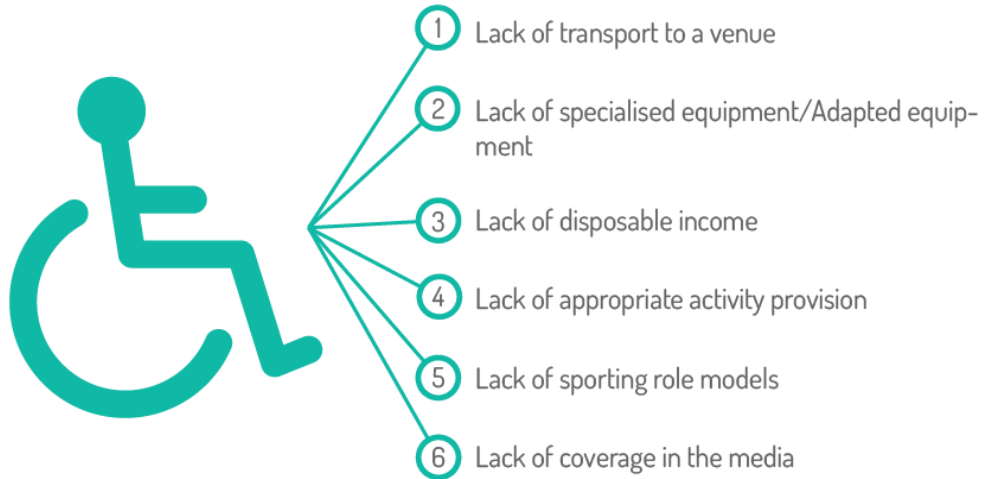 1 Lack of transport to a venue
2 Lack of specialised equipment/Adapted equip-
ment
3 Lack of disposable income
4 Lack of appropriate activity provision
5 Lack of sporting role models
6 Lack of coverage in the media